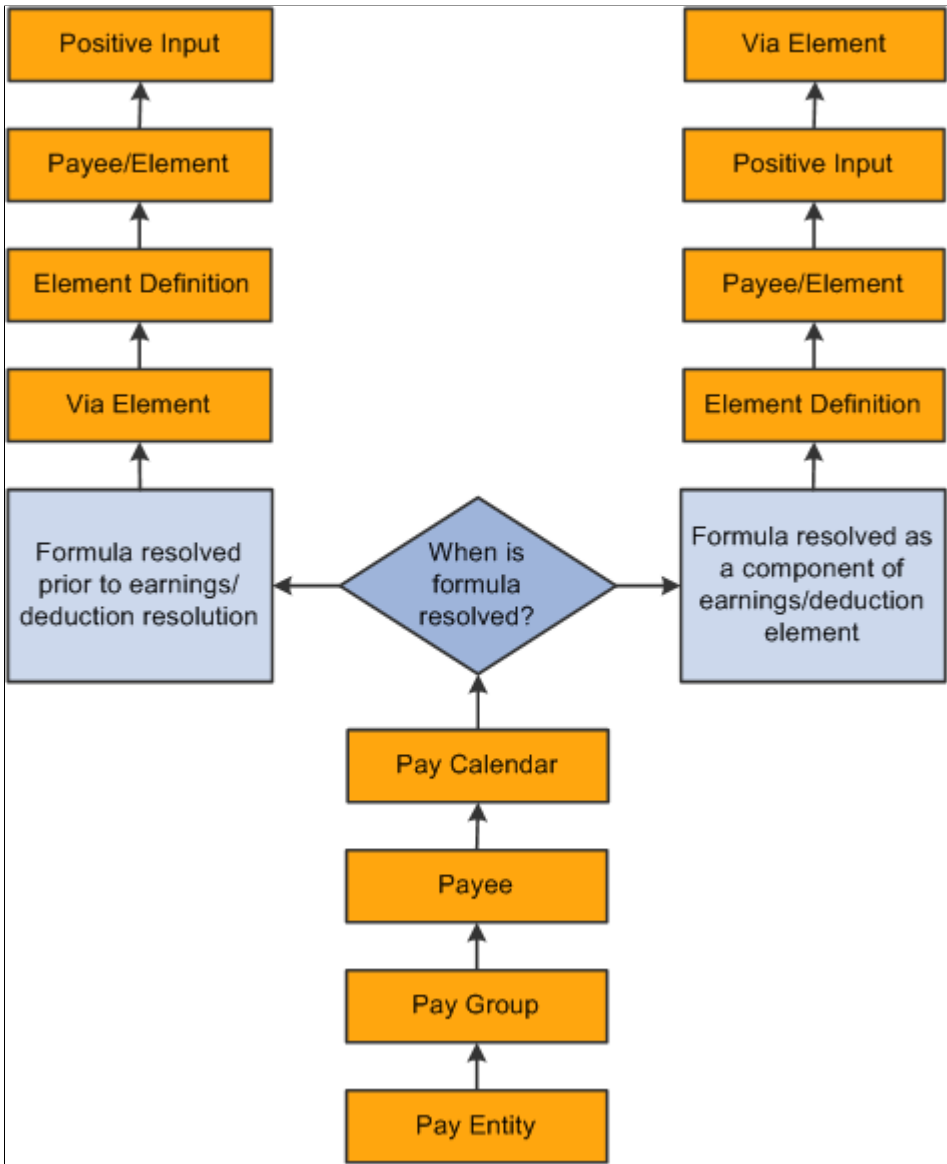 Positive Input
Via Element
Payee/Element
Positive Input
Element Definition
Payee/Element
Via Element
Element Definition
Formula resolved
prior to earnings/
deduction resolution
When is
formula
resolved?
Formula resolved as
a component of
earnings/deduction
element
Pay Calendar
Payee
Pay Group
Pay Entity